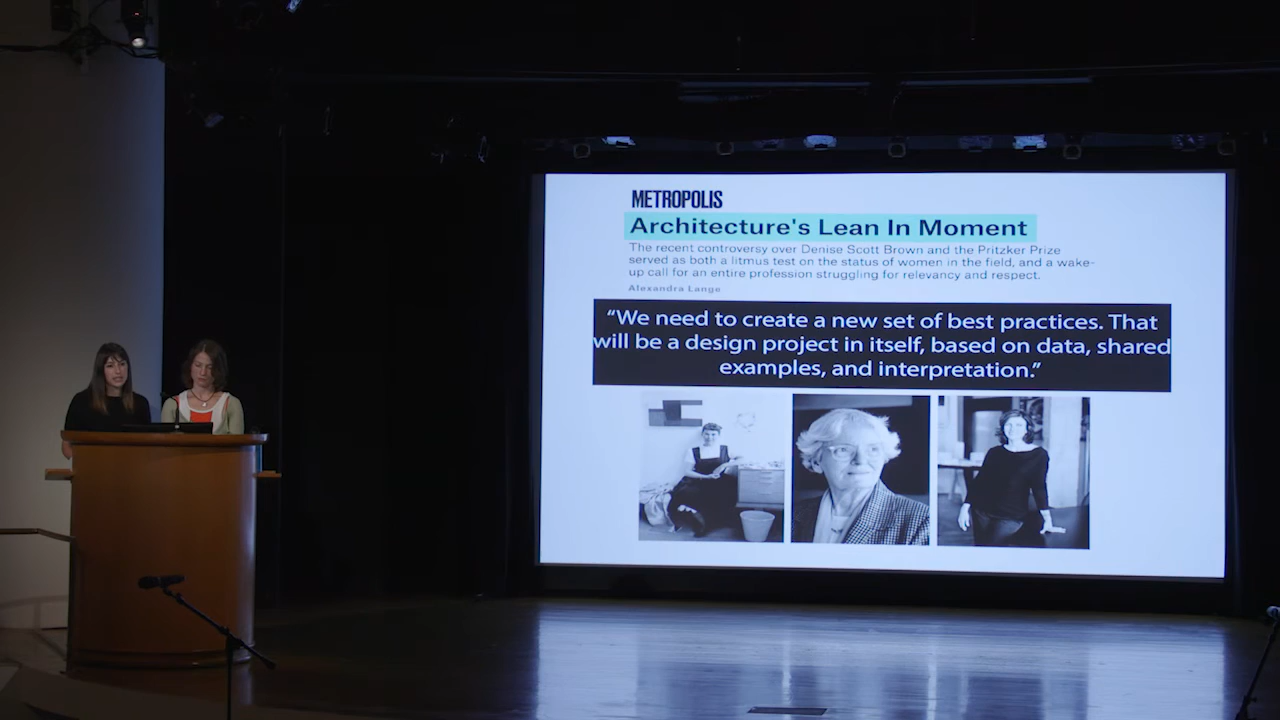 METROPOLIS
Architecture's Lean In Moment
The recent controversy over Denise Scott Brown and the Pritzker Prize
served as both a litmus test on the status of women in the field, and a wake-
up call for an entire profession struggling for relevancy and respect.
Alexandra Lange
“We need to create a new set of best practices. That
will be a design project in itself, based on data, shared
examples, and interpretation.”